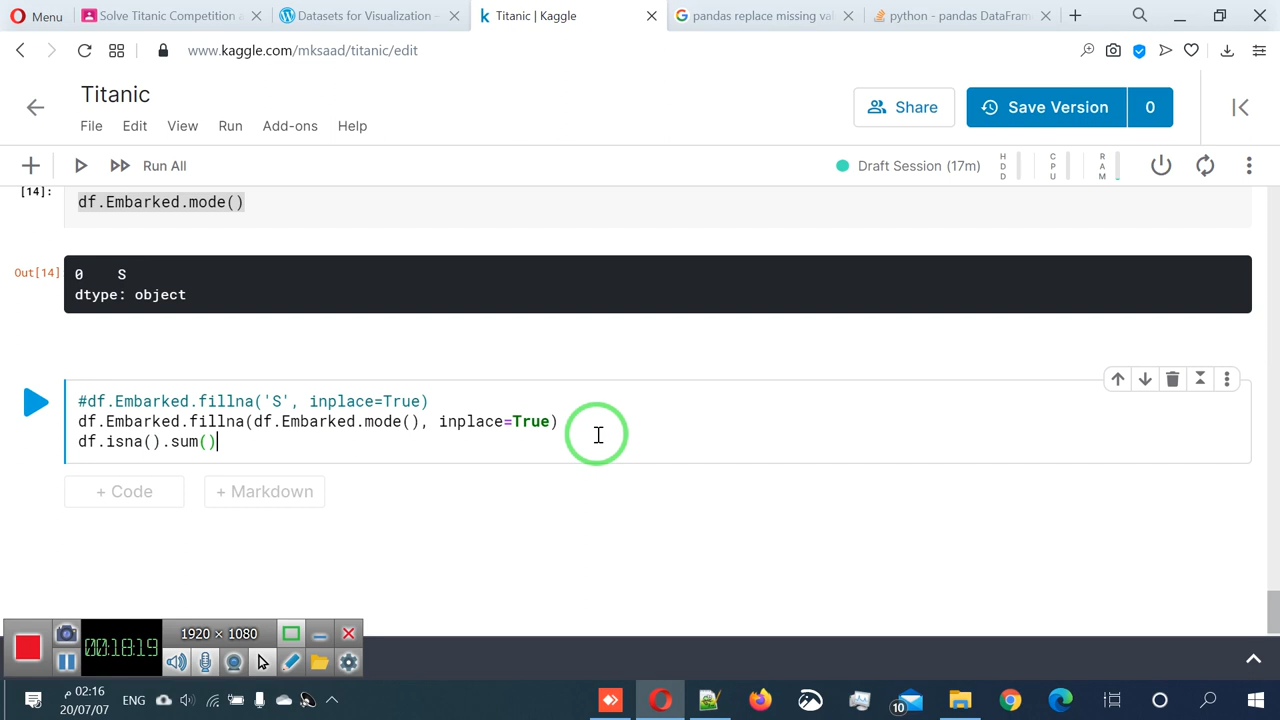 Menu
Solve Titanic Competition
Datasets for Visualization –
Titanic | Kaggle
pandas replace missing val
python - pandas DataFram
www.kaggle.com/mksaad/titanic/edit
Titanic
File Edit View Run Add-ons Help
Share
Save Version 0
Run All
Draft Session (17m)
HDD
CPU
RAM
[14]:
df.Embarked.mode()
Out[14]:
0 S
dtype: object
#df.Embarked.fillna('S', inplace=True)
df.Embarked.fillna(df.Embarked.mode(), inplace=True)
df.isna().sum()
+ Code
+ Markdown
00:18:19
1920 × 1080
10
ENG
02:16 م
20/07/07